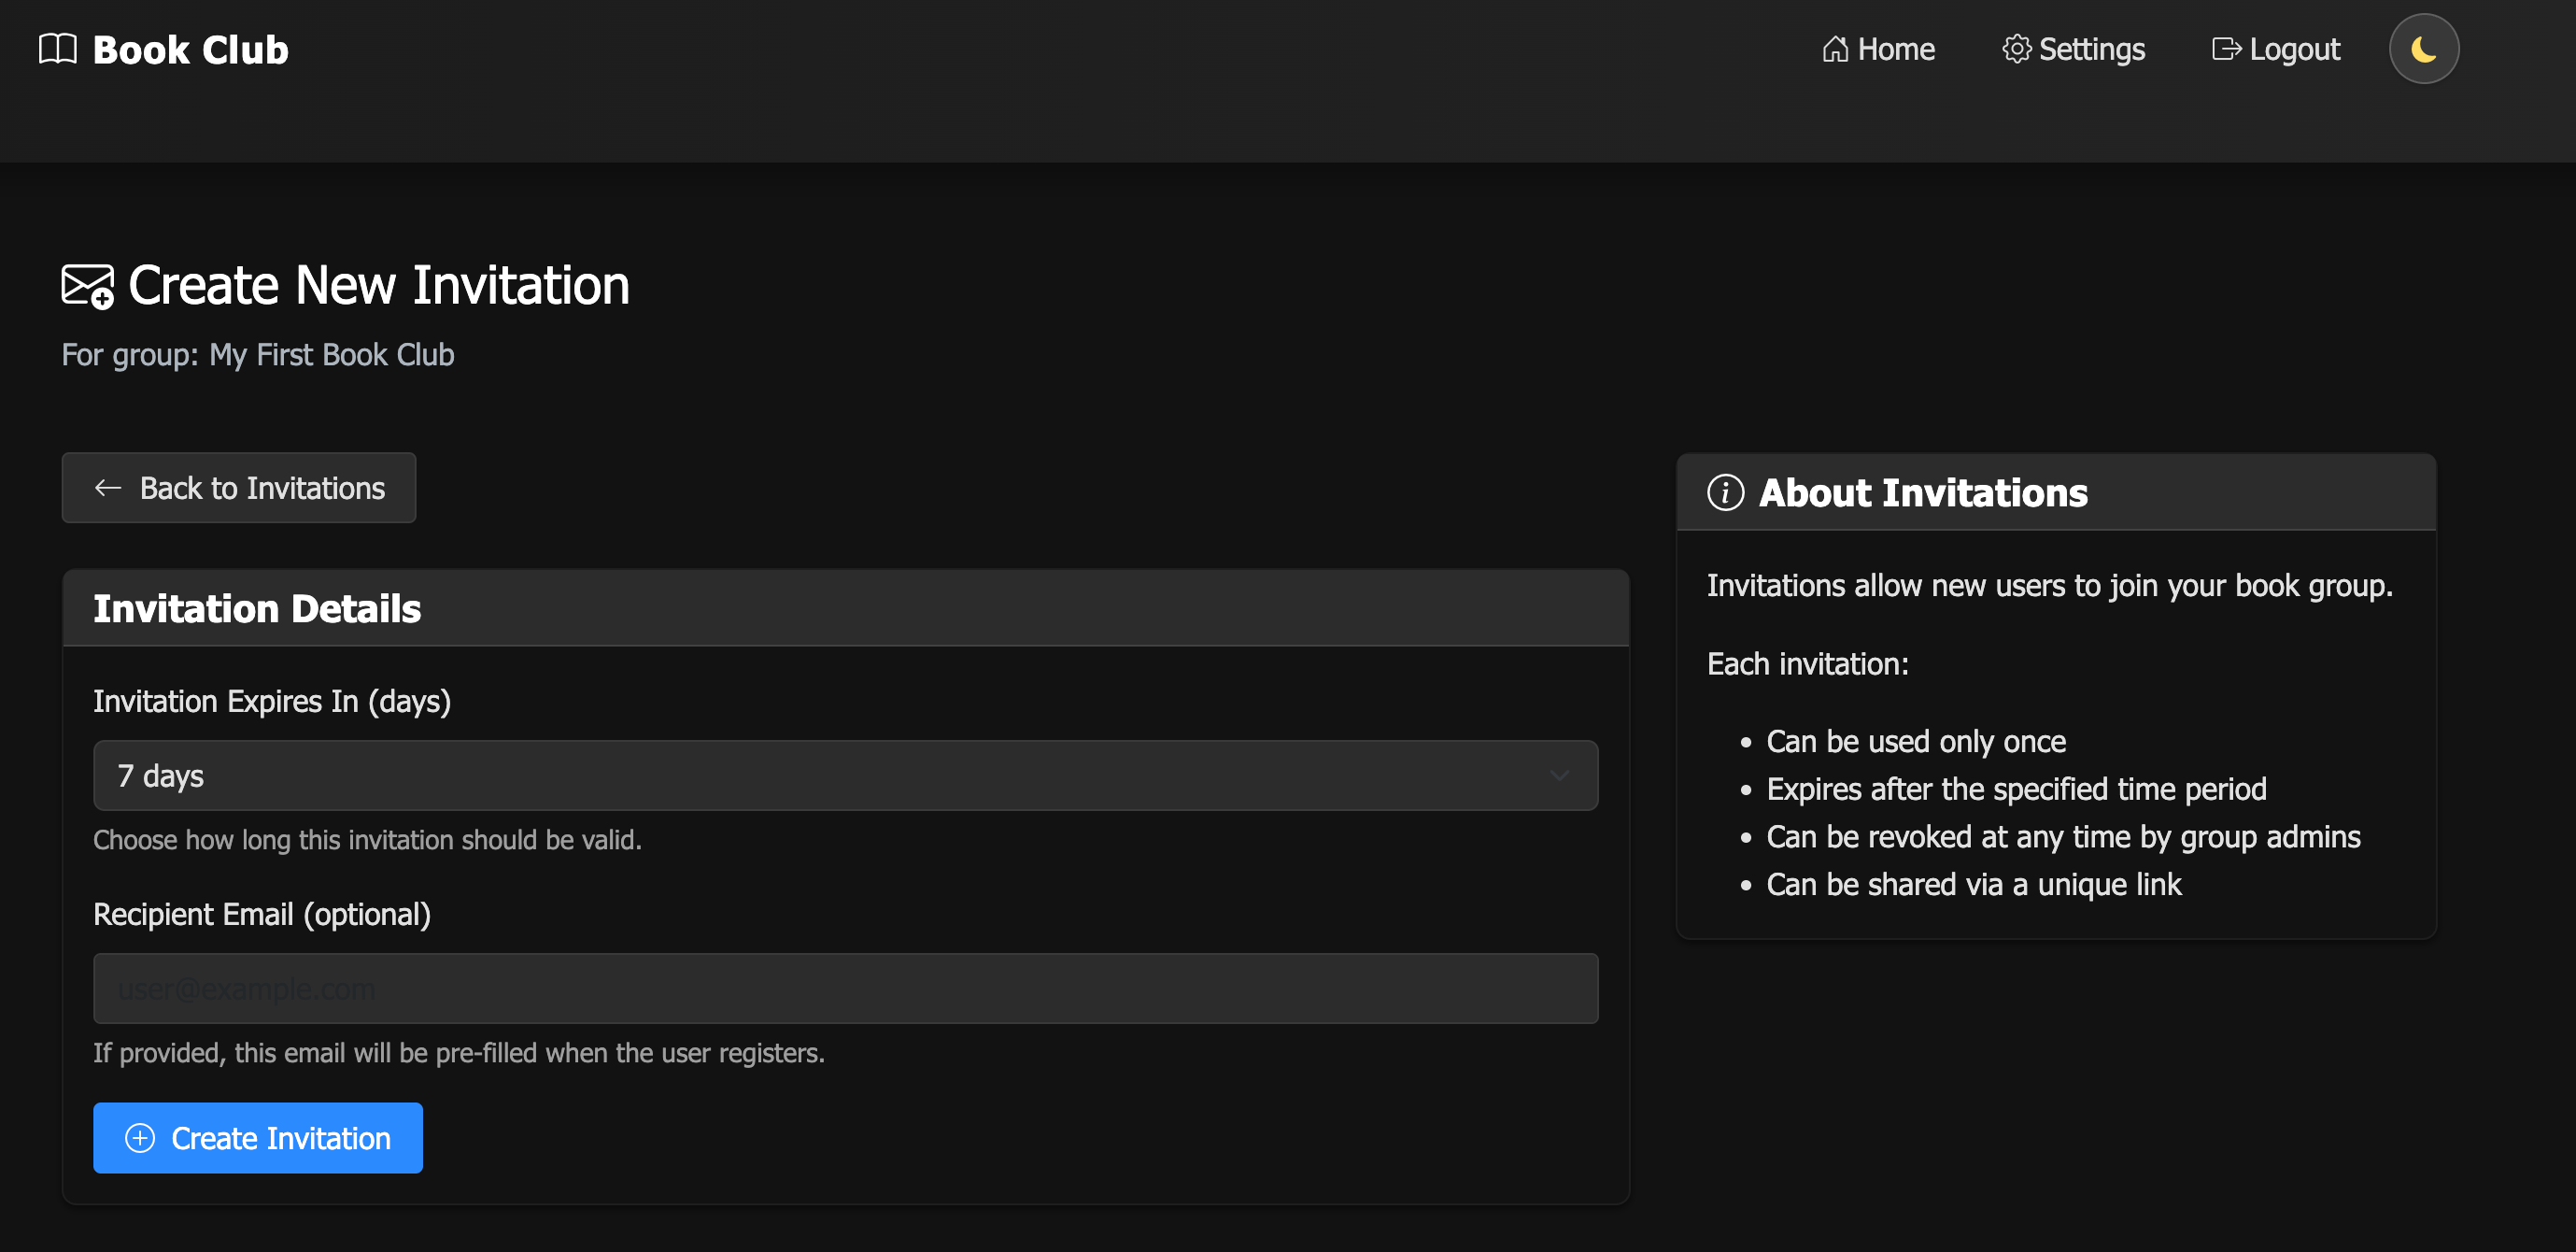 Book Club
Home
Settings
Logout
Create New Invitation
For group: My First Book Club
Back to Invitations
Invitation Details
Invitation Expires In (days)
7 days
Choose how long this invitation should be valid.
Recipient Email (optional)
user@example.com
If provided, this email will be pre-filled when the user registers.
Create Invitation
About Invitations
Invitations allow new users to join your book group.
Each invitation:
Can be used only once
Expires after the specified time period
Can be revoked at any time by group admins
Can be shared via a unique link